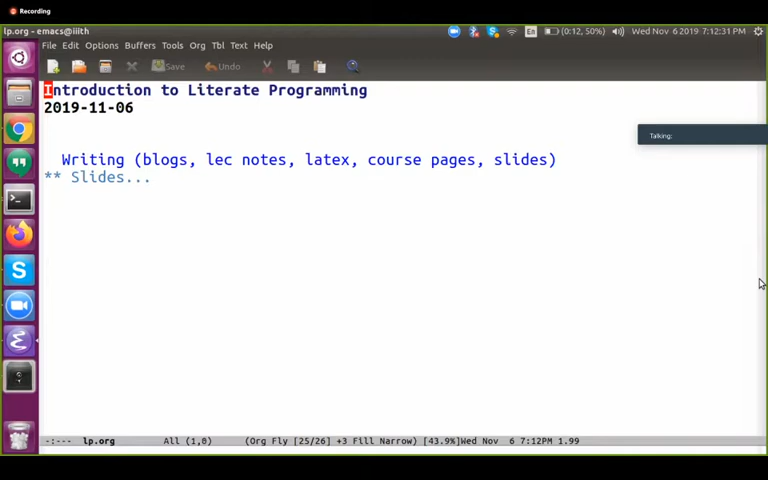 Recording
lp.org - emacs@iiith
En
(0:12, 50%)
Wed Nov 6 2019 7:12:31 PM
File Edit Options Buffers Tools Org Tbl Text Help
Save
Undo
Introduction to Literate Programming
2019-11-06
Talking:
Writing (blogs, lec notes, latex, course pages, slides)
** Slides...
-:--- lp.org All (1,0) (Org Fly [25/26] +3 Fill Narrow) [43.9%]Wed Nov 6 7:12PM 1.99